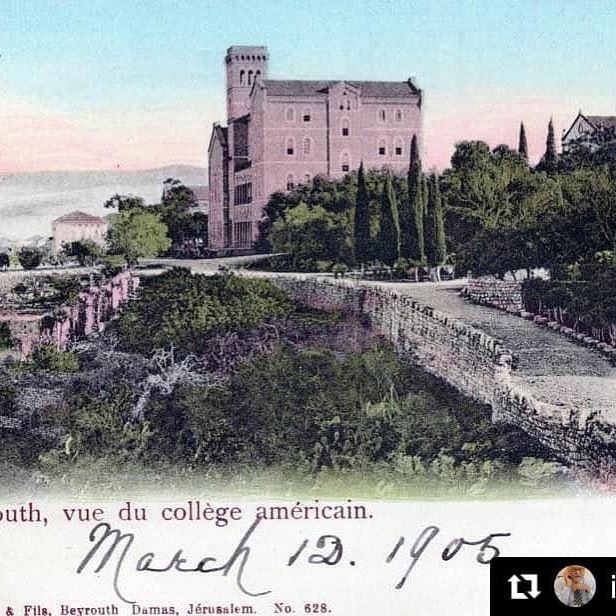 outh, vue du collège américain.
March 12. 1905
& Fils, Beyrouth Damas, Jérusalem. No. 628.